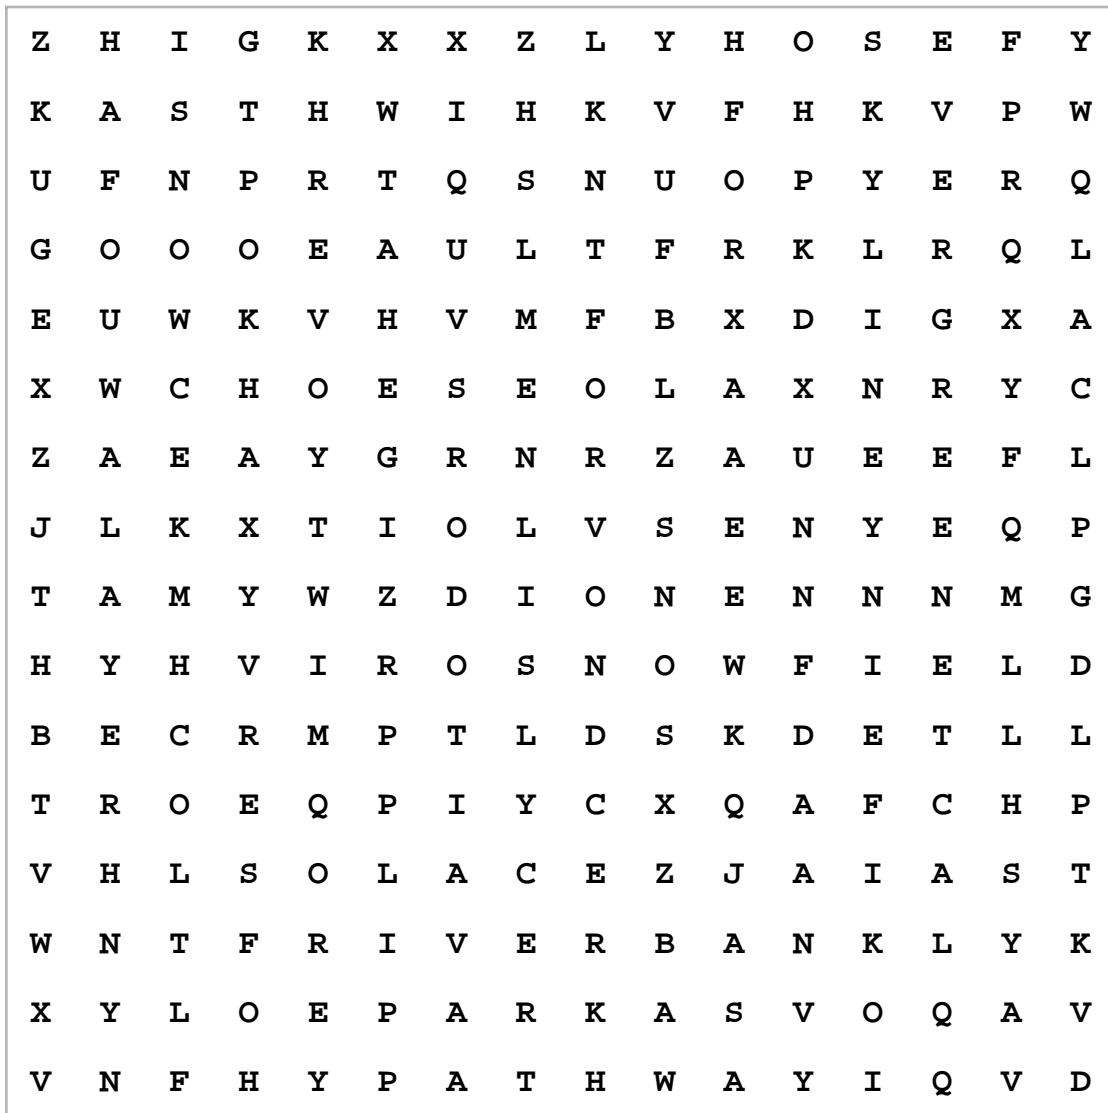 Z H I G K X X Z L Y H O S E F Y
K A S T H W I H K V F H K V P W
U F N P R T Q S N U O P Y E R Q
G O O O E A U L T F R K L R Q L
E U W K V H V M F B X D I G X A
X W C H O E S E O L A X N R Y C
Z A E A Y G R N R Z A U E E F L
J L K X T I O L V S E N Y E Q P
T A M Y W Z D I O N E N N N M G
H Y H V I R O S N O W F I E L D
B E C R M P T L D S K D E T L L
T R O E Q P I Y C X Q A F C H P
V H L S O L A C E Z J A I A S T
W N T F R I V E R B A N K L Y K
X Y L O E P A R K A S V O Q A V
V N F H Y P A T H W A Y I Q V D